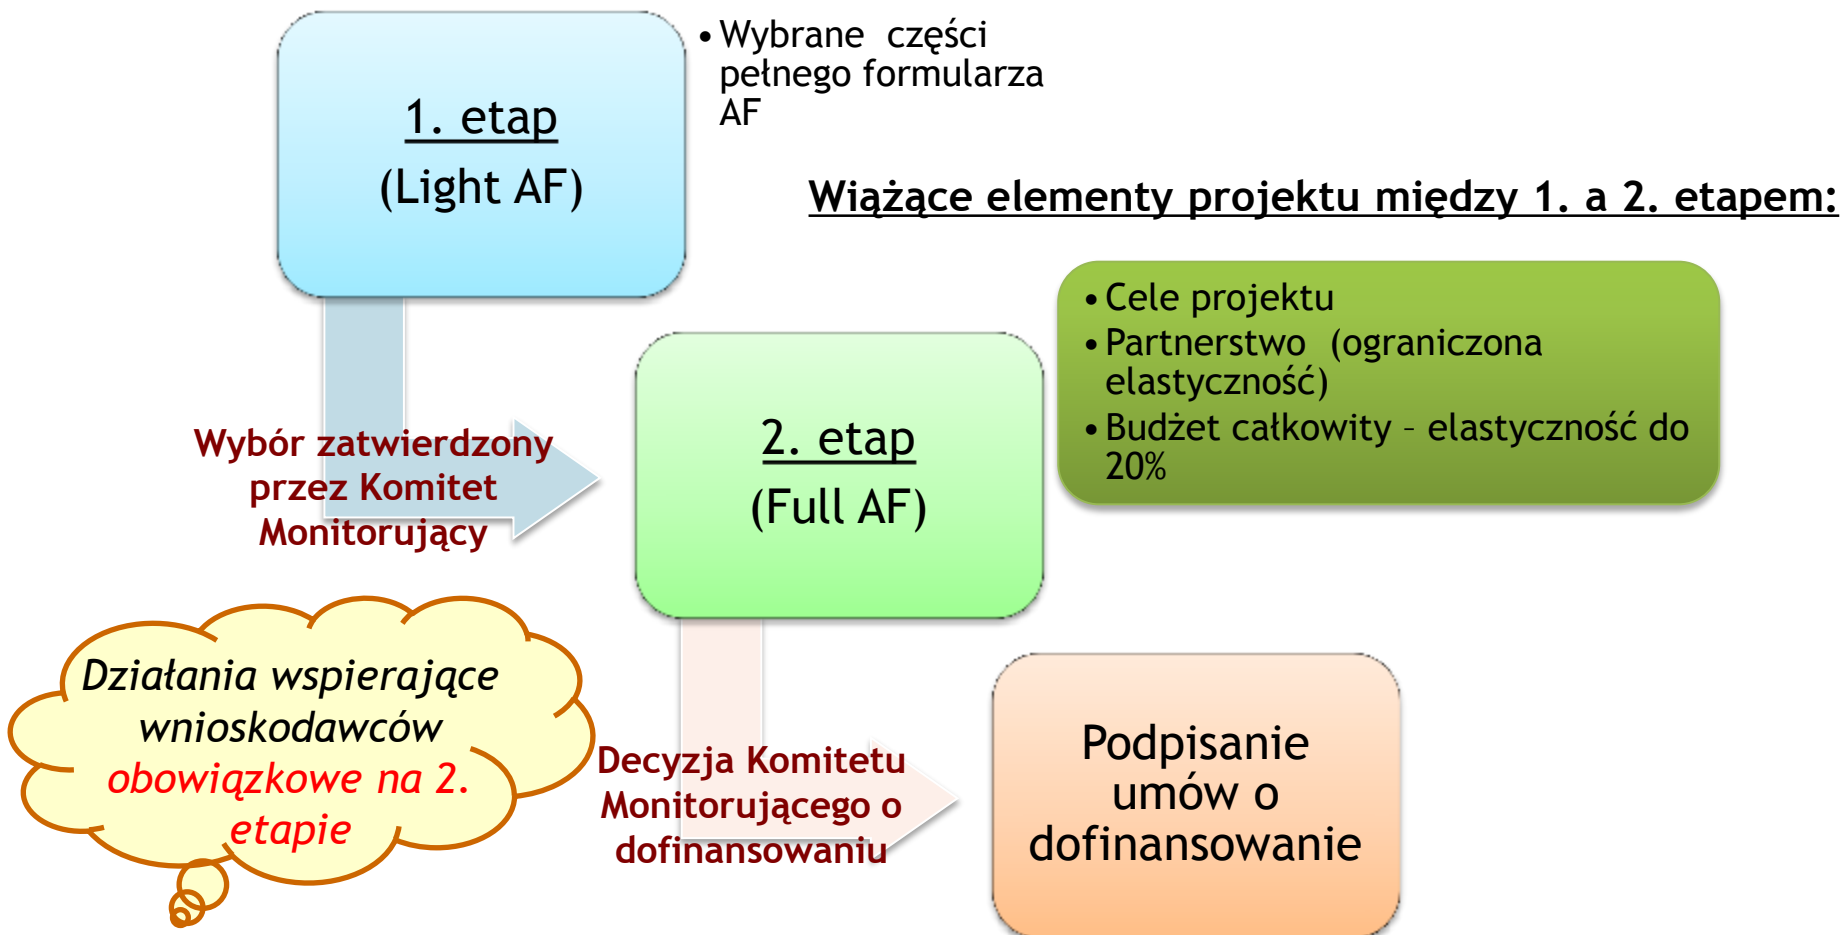 • Wybrane części
pełnego formularza
AF
1. etap
(Light AF)
Wiążące elementy projektu między 1. a 2. etapem:
• Cele projektu
• Partnerstwo (ograniczona
elastyczność)
• Budżet całkowity – elastyczność do
20%
Wybór zatwierdzony
przez Komitet
Monitorujący
2. etap
(Full AF)
Działania wspierające
wnioskodawców
obowiązkowe na 2.
etapie
Decyzja Komitetu
Monitorującego o
dofinansowaniu
Podpisanie
umów o
dofinansowanie